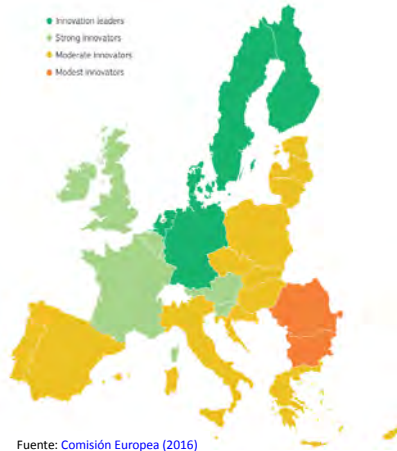 Innovation leaders
Strong innovators
Moderate innovators
Modest innovators
Fuente: Comisión Europea (2016)